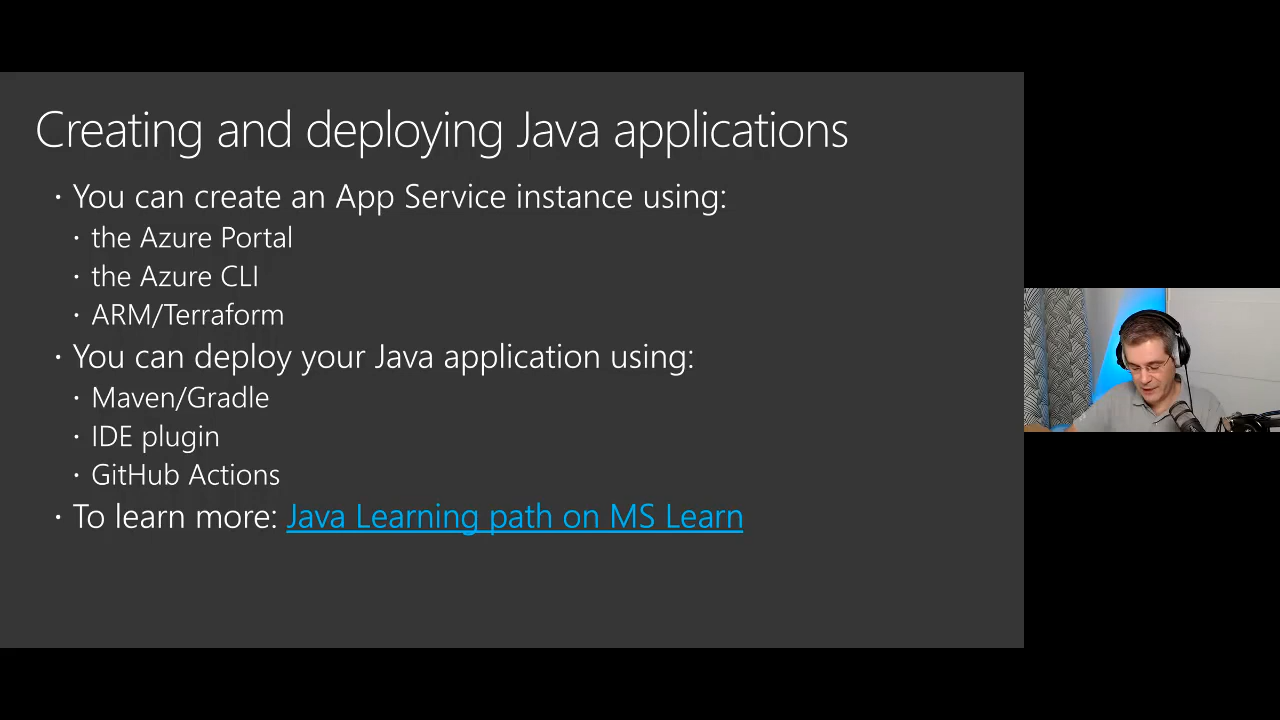 Creating and deploying Java applications
· You can create an App Service instance using:
· the Azure Portal
· the Azure CLI
· ARM/Terraform
· You can deploy your Java application using:
· Maven/Gradle
· IDE plugin
· GitHub Actions
· To learn more: Java Learning path on MS Learn